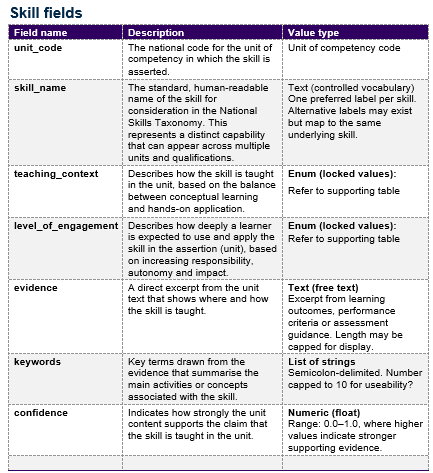 Skill fields
Field name Description Value type
unit_code The national code for the unit of Unit of competency code
competency in which the skill is
asserted.
skill_name The standard, human-readable Text (controlled vocabulary)
name of the skill for One preferred label per skill.
consideration in the National Alternative labels may exist
Skills Taxonomy. This but map to the same
represents a distinct capability underlying skill.
that can appear across multiple
units and qualifications.
teaching_context Describes how the skill is taught Enum (locked values):
in the unit, based on the balance Refer to supporting table
between conceptual learning
and hands-on application.
level_of_engagement Describes how deeply a learner Enum (locked values):
is expected to use and apply the Refer to supporting table
skill in the assertion (unit), based
on increasing responsibility,
autonomy and impact.
evidence A direct excerpt from the unit Text (free text)
text that shows where and how Excerpt from learning
the skill is taught. outcomes, performance
criteria or assessment
guidance. Length may be
capped for display.
keywords Key terms drawn from the List of strings
evidence that summarise the Semicolon-delimited. Number
main activities or concepts capped to 10 for useability?
associated with the skill.
confidence Indicates how strongly the unit Numeric (float)
content supports the claim that Range: 0.0–1.0, where higher
the skill is taught in the unit. values indicate stronger
supporting evidence.